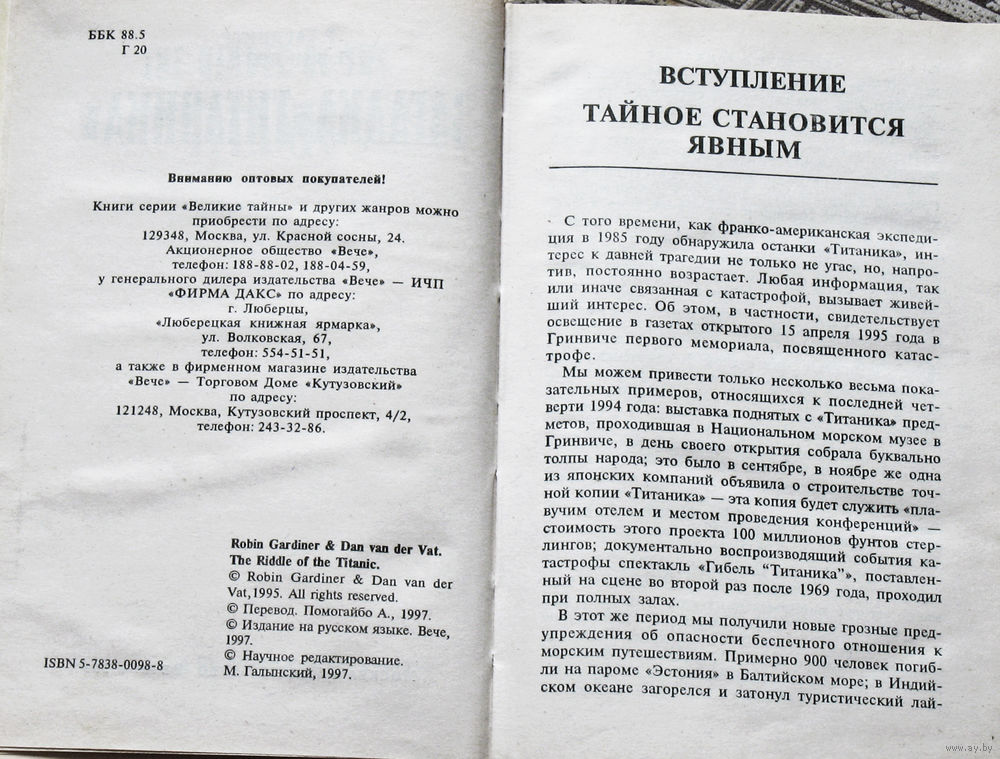 ББК 88.5
Г 20
Вниманию оптовых покупателей!
Книги серии «Великие тайны» и других жанров можно
приобрести по адресу:
129348, Москва, ул. Красной сосны, 24.
Акционерное общество «Вече»,
телефон: 188-88-02, 188-04-59,
у генерального дилера издательства «Вече» — ИЧП
«ФИРМА ДАКС» по адресу:
г. Люберцы,
«Люберецкая книжная ярмарка»,
ул. Волковская, 67,
телефон: 554-51-51,
а также в фирменном магазине издательства
«Вече» — Торговом Доме «Кутузовский»
по адресу:
121248, Москва, Кутузовский проспект, 4/2,
телефон: 243-32-86.
Robin Gardiner & Dan van der Vat.
The Riddle of the Titanic.
© Robin Gardiner & Dan van der
Vat,1995. All rights reserved.
© Перевод. Помогайбо А., 1997.
© Издание на русском языке. Вече,
1997.
© Научное редактирование.
М. Галынский, 1997.
ISBN 5-7838-0098-8
ВСТУПЛЕНИЕ
ТАЙНОЕ СТАНОВИТСЯ
ЯВНЫМ
С того времени, как франко-американская экспеди-
ция в 1985 году обнаружила останки «Титаника», ин-
терес к давней трагедии не только не угас, но, напро-
тив, постоянно возрастает. Любая информация, так
или иначе связанная с катастрофой, вызывает живей-
ший интерес. Об этом, в частности, свидетельствует
освещение в газетах открытого 15 апреля 1995 года в
Гринвиче первого мемориала, посвященного катас-
трофе.
Мы можем привести только несколько весьма пока-
зательных примеров, относящихся к последней чет-
верти 1994 года: выставка поднятых с «Титаника» пред-
метов, проходившая в Национальном морском музее в
Гринвиче, в день своего открытия собрала буквально
толпы народа; это было в сентябре, в ноябре же одна
из японских компаний объявила о строительстве точ-
ной копии «Титаника» — эта копия будет служить «пла-
вучим отелем и местом проведения конференций» —
стоимость этого проекта 100 миллионов фунтов стер-
лингов; документально воспроизводящий события ка-
тастрофы спектакль «Гибель "Титаника"», поставлен-
ный на сцене во второй раз после 1969 года, проходил
при полных залах.
В этот же период мы получили новые грозные пред-
упреждения об опасности беспечного отношения к
морским путешествиям. Примерно 900 человек погиб-
ли на пароме «Эстония» в Балтийском море; в Индий-
ском океане загорелся и затонул туристический лай-
www.ay.by